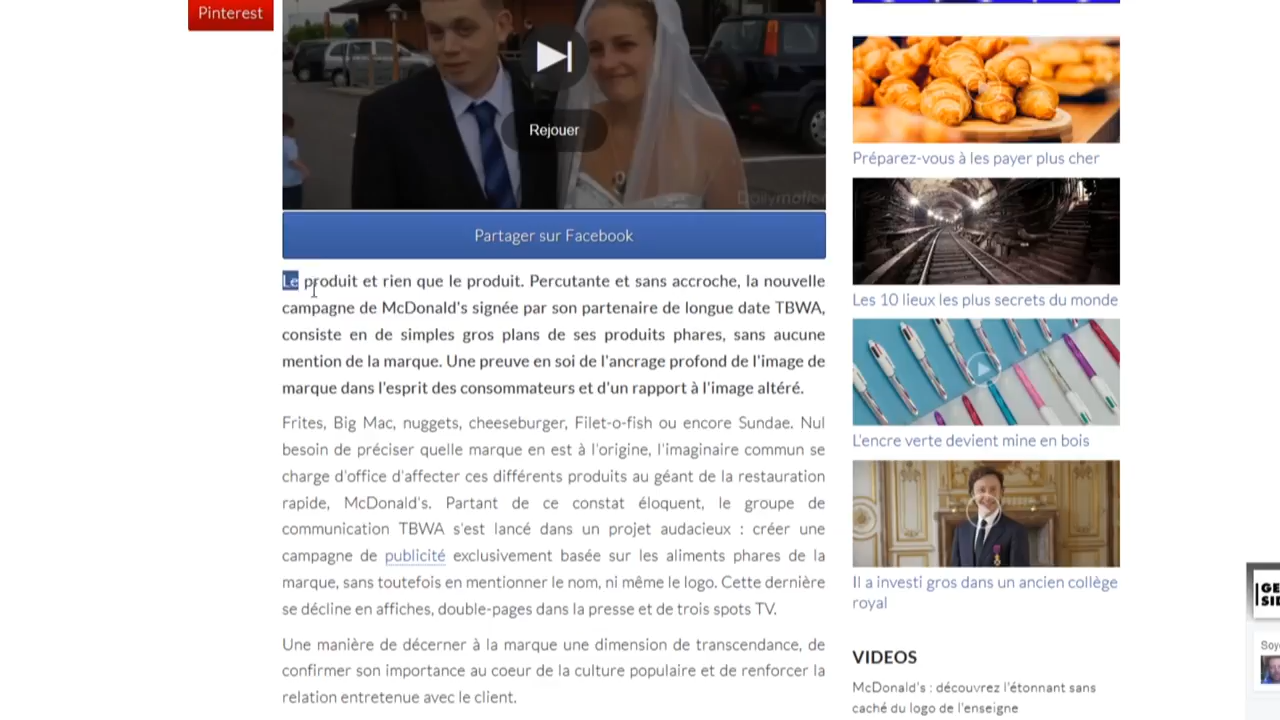 Pinterest
Rejouer
Dailymotion
Partager sur Facebook
Le produit et rien que le produit. Percutante et sans accroche, la nouvelle
campagne de McDonald's signée par son partenaire de longue date TBWA,
consiste en de simples gros plans de ses produits phares, sans aucune
mention de la marque. Une preuve en soi de l'ancrage profond de l'image de
marque dans l'esprit des consommateurs et d'un rapport à l'image altéré.
Frites, Big Mac, nuggets, cheeseburger, Filet-o-fish ou encore Sundae. Nul
besoin de préciser quelle marque en est à l'origine, l'imaginaire commun se
charge d'office d'affecter ces différents produits au géant de la restauration
rapide, McDonald's. Partant de ce constat éloquent, le groupe de
communication TBWA s'est lancé dans un projet audacieux : créer une
campagne de publicité exclusivement basée sur les aliments phares de la
marque, sans toutefois en mentionner le nom, ni même le logo. Cette dernière
se décline en affiches, double-pages dans la presse et de trois spots TV.
Une manière de décerner à la marque une dimension de transcendance, de
confirmer son importance au coeur de la culture populaire et de renforcer la
relation entretenue avec le client.
Préparez-vous à les payer plus cher
Les 10 lieux les plus secrets du monde
L'encre verte devient mine en bois
Il a investi gros dans un ancien collège
royal
VIDEOS
McDonald's : découvrez l'étonnant sans
caché du logo de l'enseigne
GE
SID
Soye